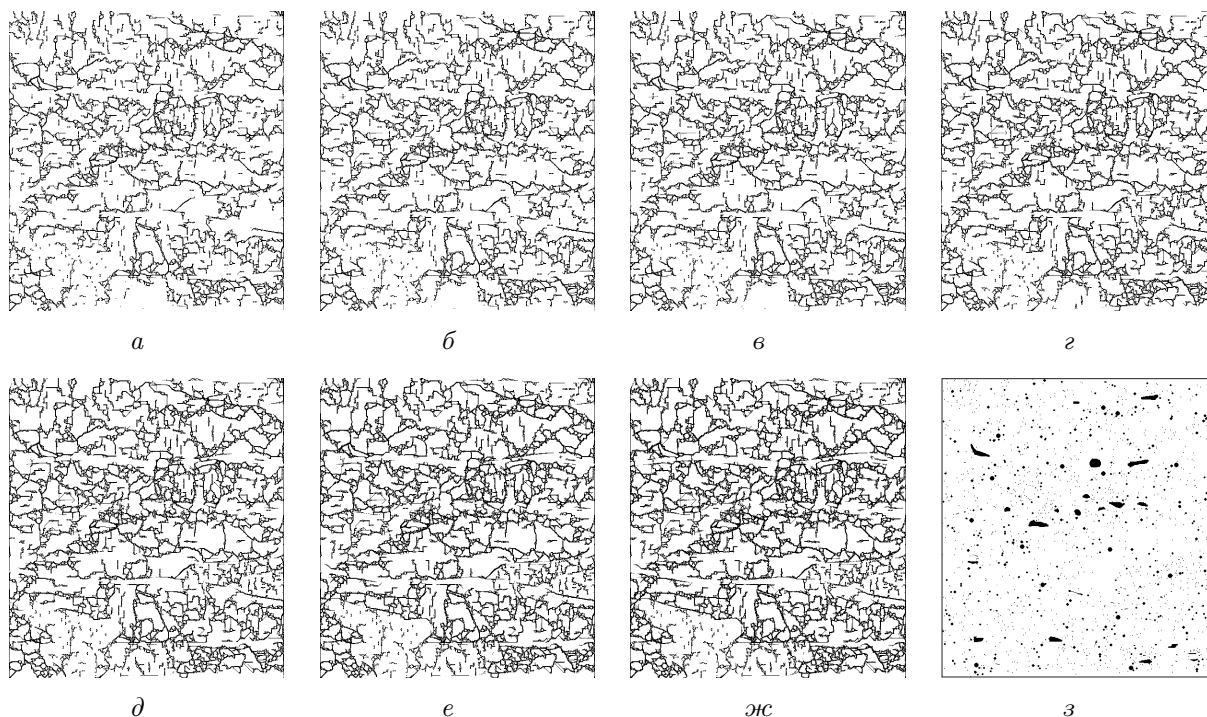 а б в г
д е ж з